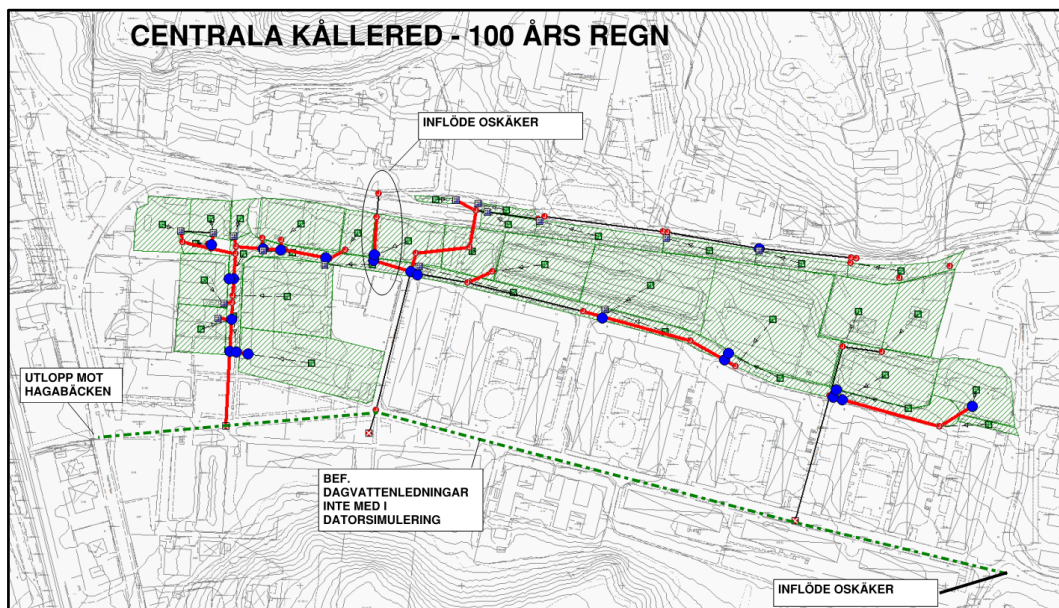 CENTRALA KÅLLERED - 100 ÅRS REGN
INFLÖDE OSKÄKER
UTLOPP MOT
HAGABÄCKEN
BEF.
DAGVATTENLEDNINGAR
INTE MED I
DATORSIMULERING
INFLÖDE OSKÄKER